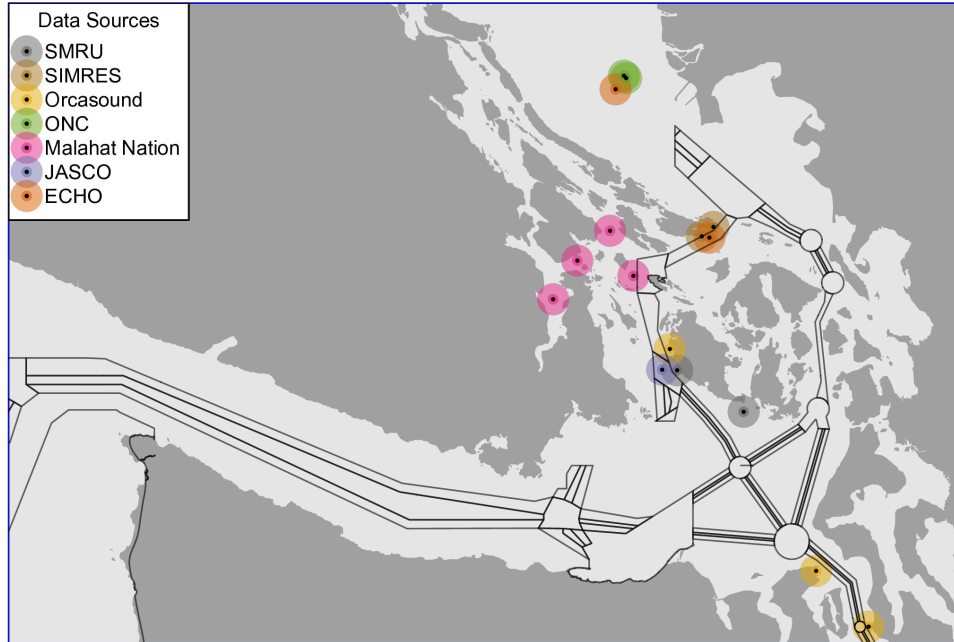 Data Sources
SMRU
SIMRES
Orcasound
ONC
Malahat Nation
JASCO
ECHO